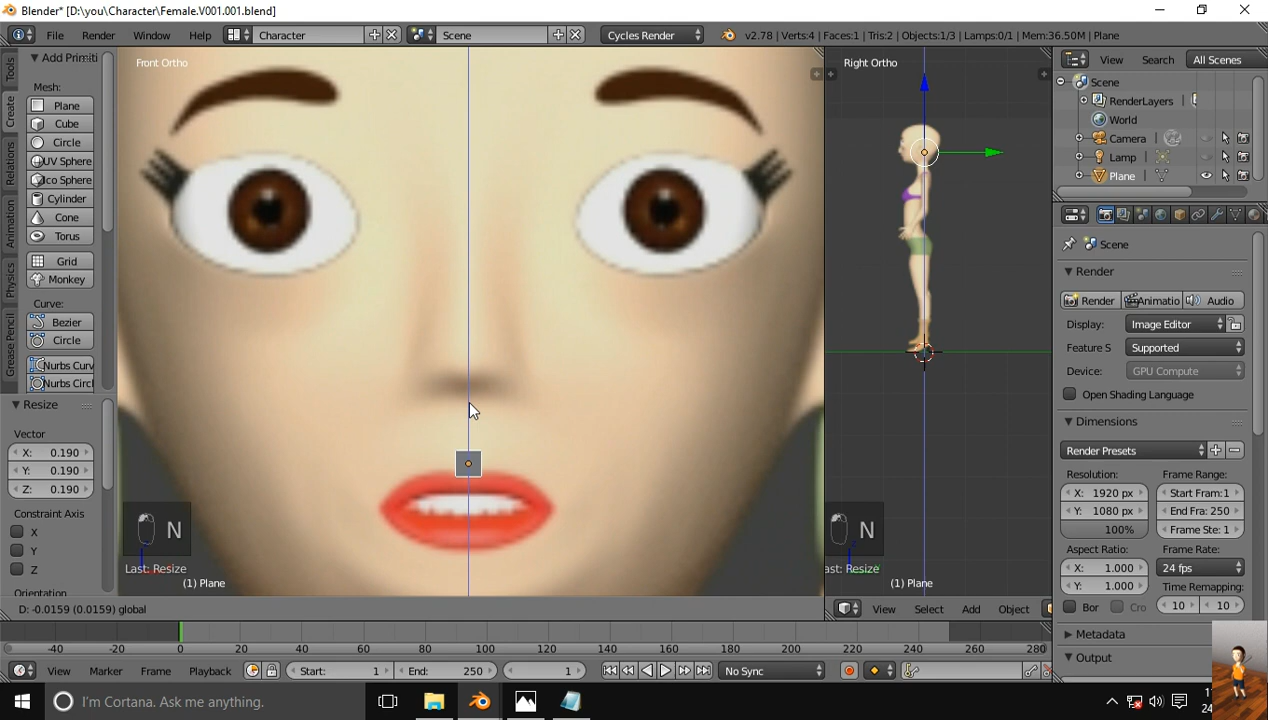 Blender* [D:\you\Character\Female.V001.001.blend]
File Render Window Help Character Scene Cycles Render v2.78 | Verts:4 | Faces:1 | Tris:2 | Objects:1/3 | Lamps:0/1 | Mem:36.50M | Plane
Tools
Create
Relations
Animation
Physics
Grease Pencil
Add Primiti
Mesh:
Plane
Cube
Circle
UV Sphere
Ico Sphere
Cylinder
Cone
Torus
Grid
Monkey
Curve:
Bezier
Circle
Nurbs Curv
Nurbs Circl
Resize
Vector
X: 0.190
Y: 0.190
Z: 0.190
Constraint Axis
X
Y
Z
Orientation
Front Ortho
N
Last: Resize
(1) Plane
D: -0.0159 (0.0159) global
Right Ortho
N
ast: Resize
(1) Plane
View Select Add Object
View Search All Scenes
Scene
RenderLayers
World
Camera
Lamp
Plane
Scene
Render
Render Animatio Audio
Display: Image Editor
Feature S Supported
Device: GPU Compute
Open Shading Language
Dimensions
Render Presets
Resolution: Frame Range:
X: 1920 px Start Fram:1
Y: 1080 px End Fra: 250
100% Frame Ste: 1
Aspect Ratio: Frame Rate:
X: 1.000 24 fps
Y: 1.000 Time Remapping:
Bor Cro 10 10
Metadata
Output
-40 -20 0 20 40 60 80 100 120 140 160 180 200 220 240 260 280
View Marker Frame Playback Start: 1 End: 250 1 No Sync
I'm Cortana. Ask me anything.